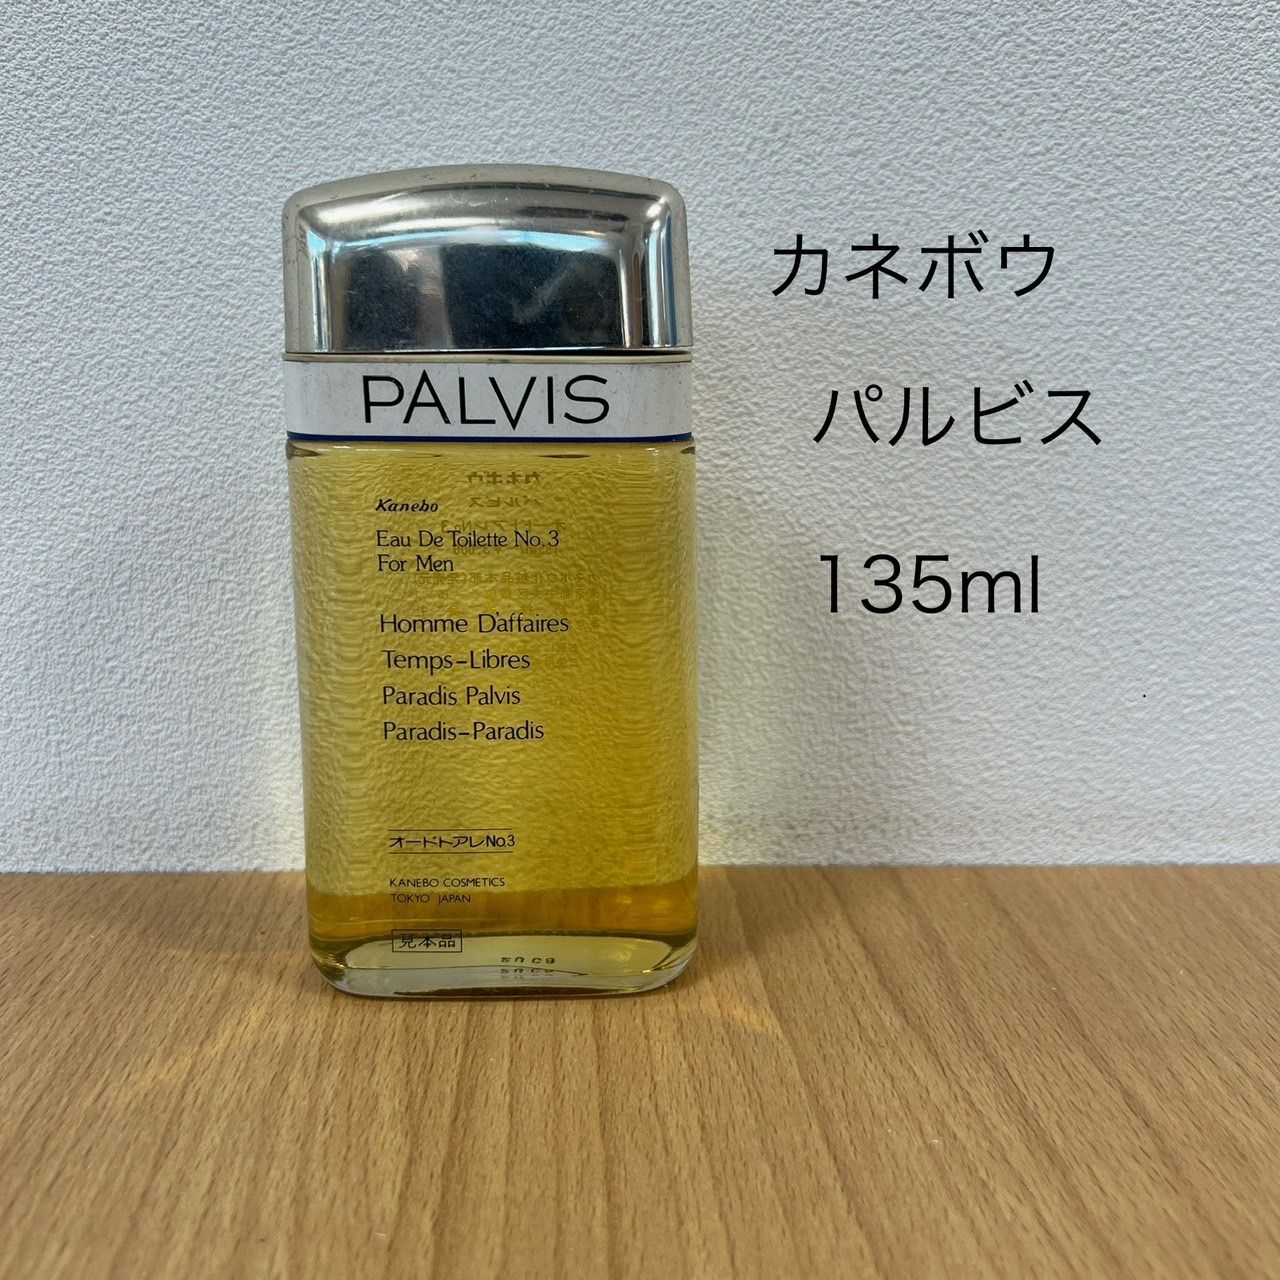 カネボウ
パルビス
135ml
PALVIS
Kanebo
Eau De Toilette No.3
For Men
Homme D'affaires
Temps-Libres
Paradis Palvis
Paradis-Paradis
オードトアレNo.3
KANEBO COSMETICS
TOKYO JAPAN
見本品